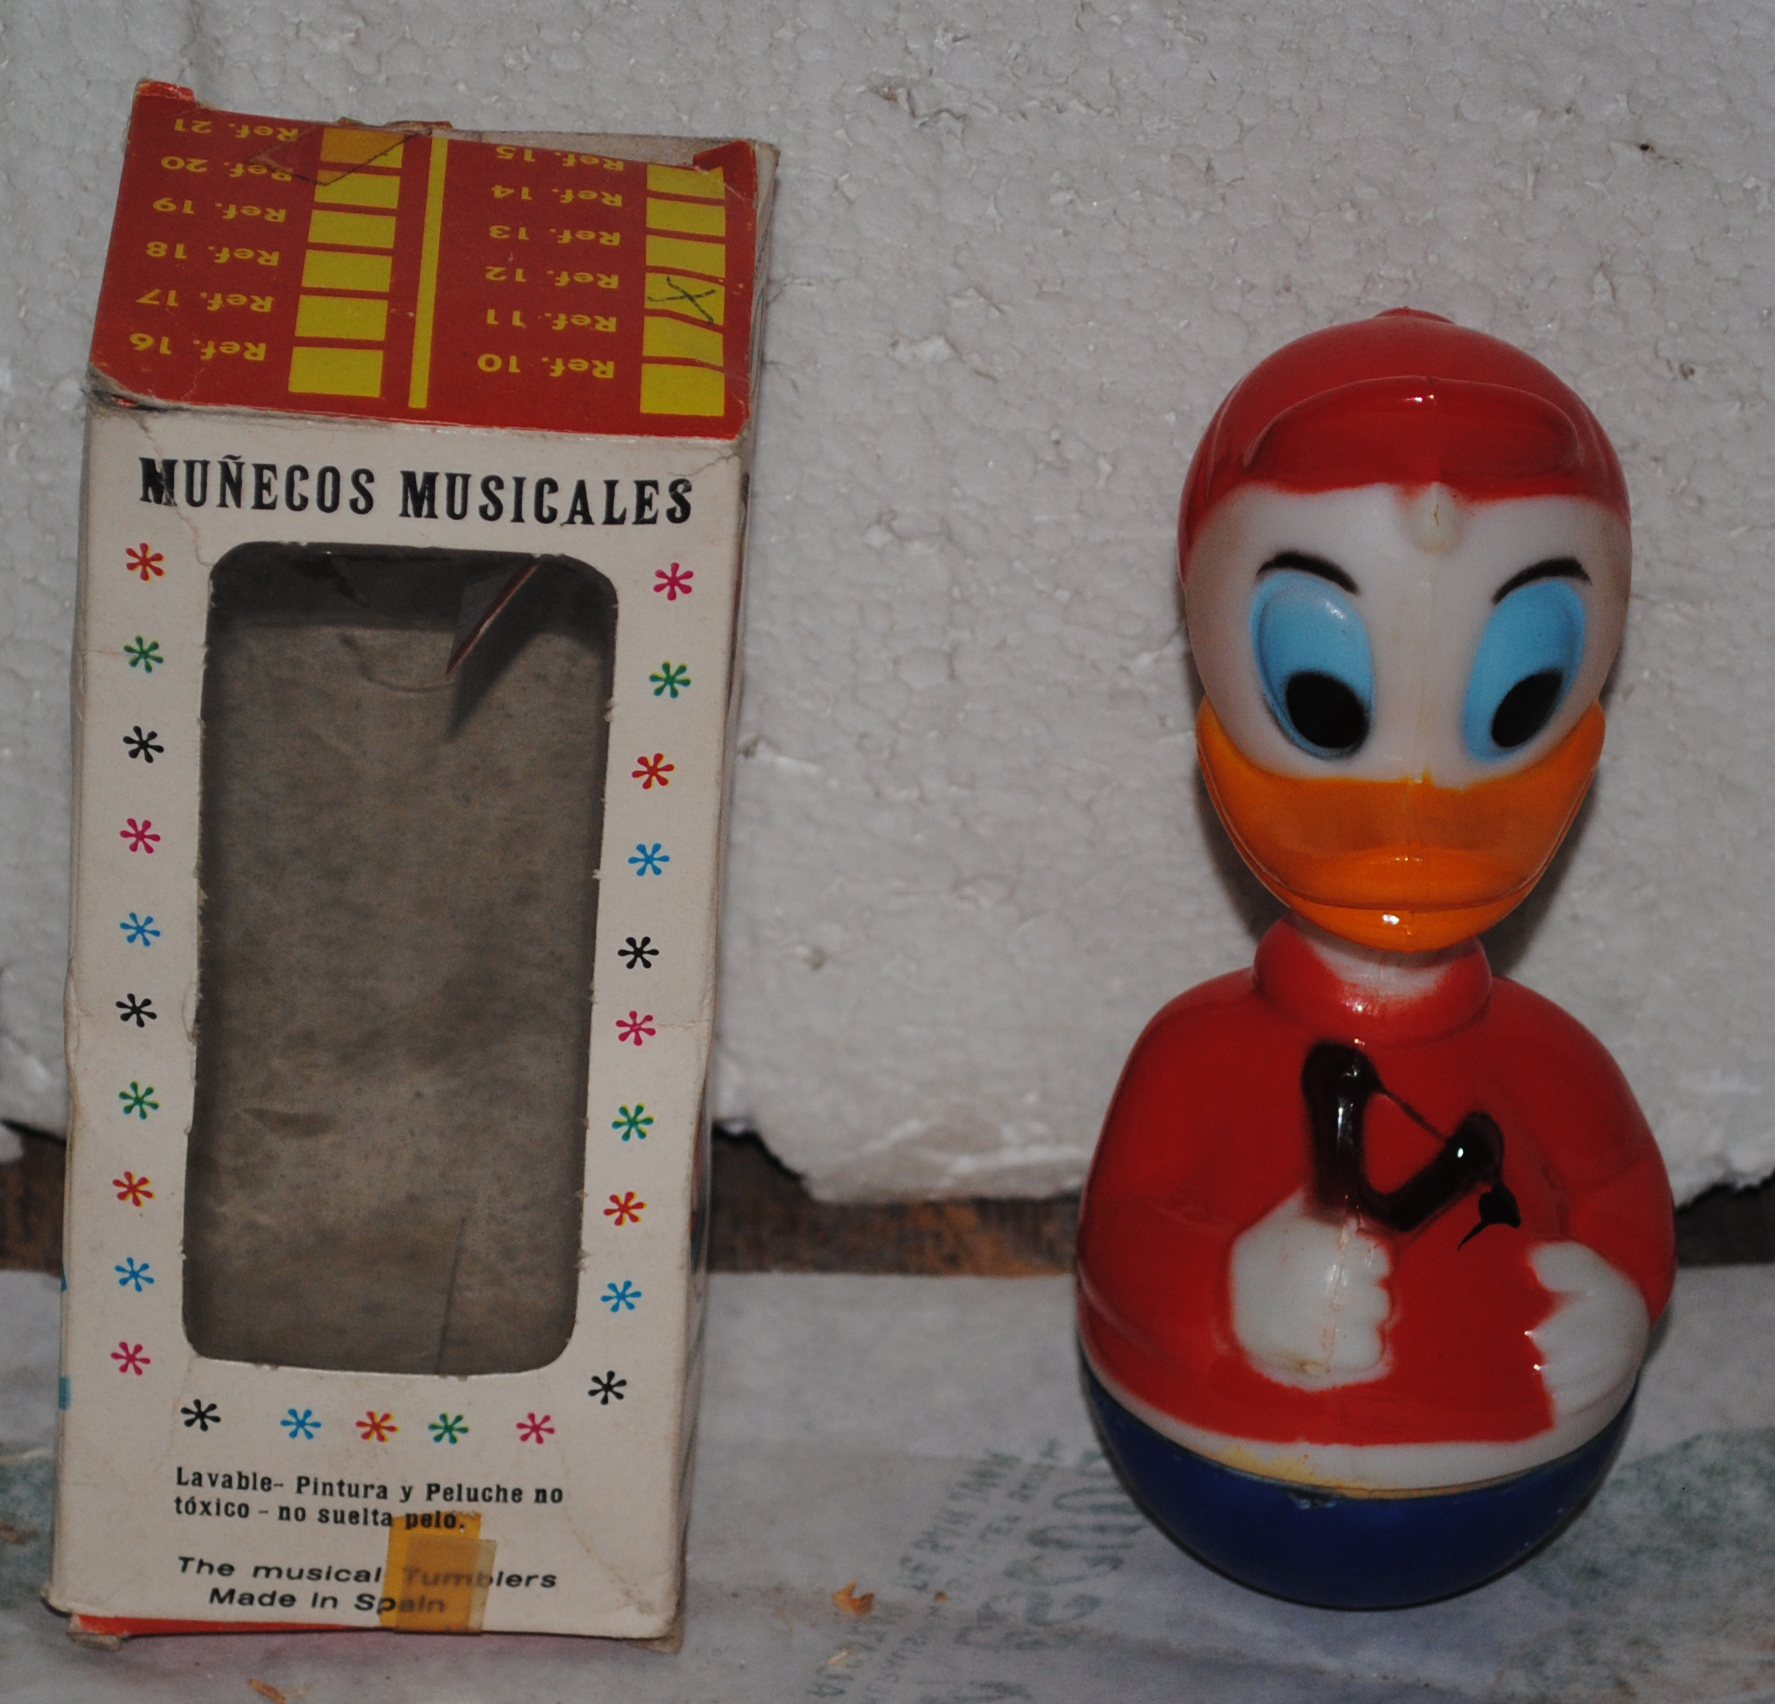 Ref. 21
Ref. 20
Ref. 19
Ref. 18
Ref. 17
Ref. 16
Ref. 15
Ref. 14
Ref. 13
Ref. 12
Ref. 11
Ref. 10
MUÑECOS MUSICALES
Lavable- Pintura y Peluche no
tóxico - no suelta pelo.
The musical Tumblers
Made in Spain